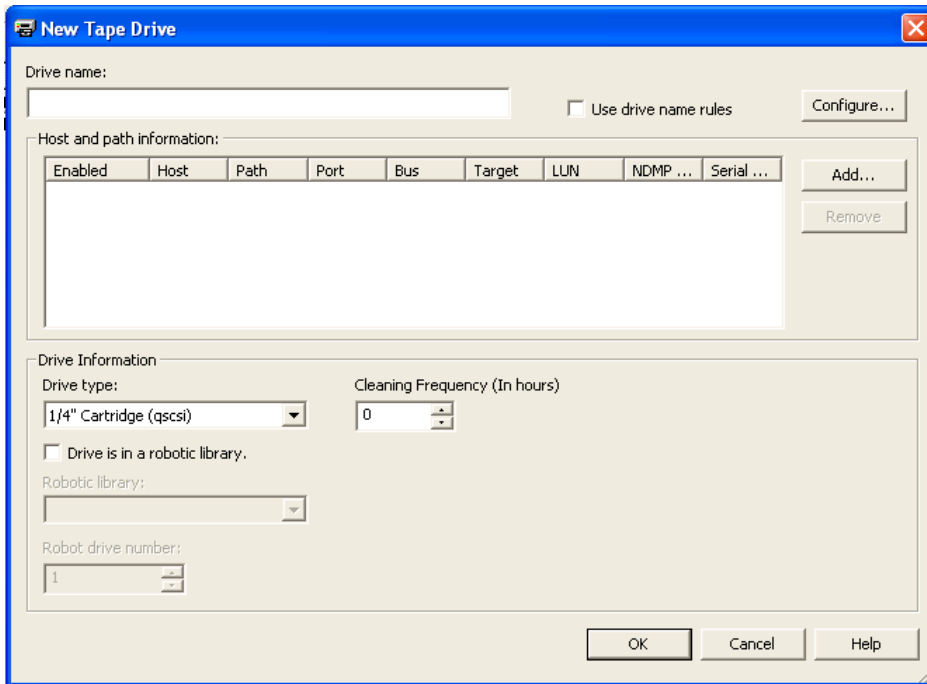 New Tape Drive
Drive name:
Use drive name rules
Configure...
Host and path information:
Enabled Host Path Port Bus Target LUN NDMP ... Serial ...
Add...
Remove
Drive Information
Drive type:
Cleaning Frequency (In hours)
1/4" Cartridge (qscsi)
0
Drive is in a robotic library.
Robotic library:
Robot drive number:
1
OK Cancel Help